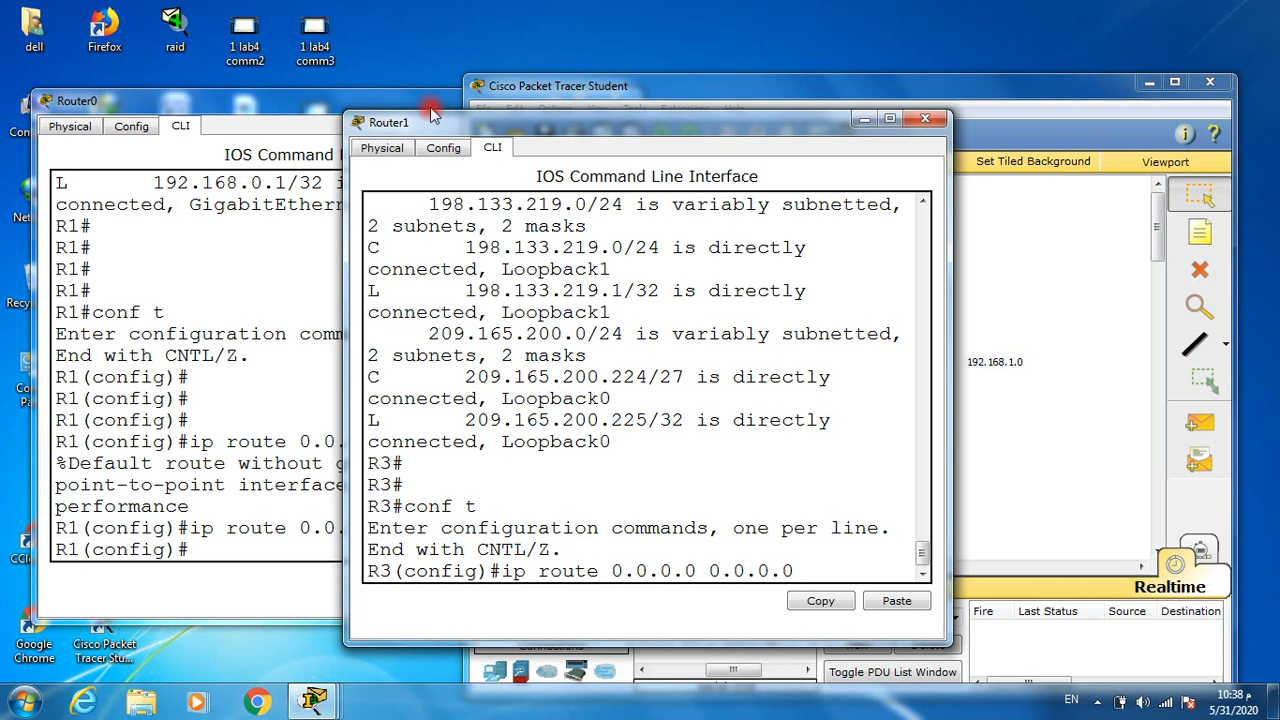 dell
Firefox
raid
1 lab4
comm2
1 lab4
comm3
Cisco Packet Tracer Student
Router0
Physical
Config
CLI
IOS Command
L 192.168.0.1/32
connected,
R1#
R1#
R1#
R1#
R1#conf t
Enter configuration
End with CNTL/Z.
R1(config)#
R1(config)#
R1(config)#
R1(config)#ip route
%Default route without
point-to-point interface
performance
R1(config)#ip route
R1(config)#
Router1
Physical
Config
CLI
IOS Command Line Interface
198.133.219.0/24 is variably subnetted,
2 subnets, 2 masks
C 198.133.219.0/24 is directly
connected, Loopback1
L 198.133.219.1/32 is directly
connected, Loopback1
209.165.200.0/24 is variably subnetted,
2 subnets, 2 masks
C 209.165.200.224/27 is directly
connected, Loopback0
L 209.165.200.225/32 is directly
connected, Loopback0
R3#
R3#
R3#conf t
Enter configuration commands, one per line.
End with CNTL/Z.
R3(config)#ip route 0.0.0.0 0.0.0.0
Copy
Paste
Set Tiled Background
Viewport
192.168.1.0
Realtime
Fire
Last Status
Source
Destination
Toggle PDU List Window
Google
Chrome
Cisco Packet
Tracer Stu...
EN
10:38 م
5/31/2020